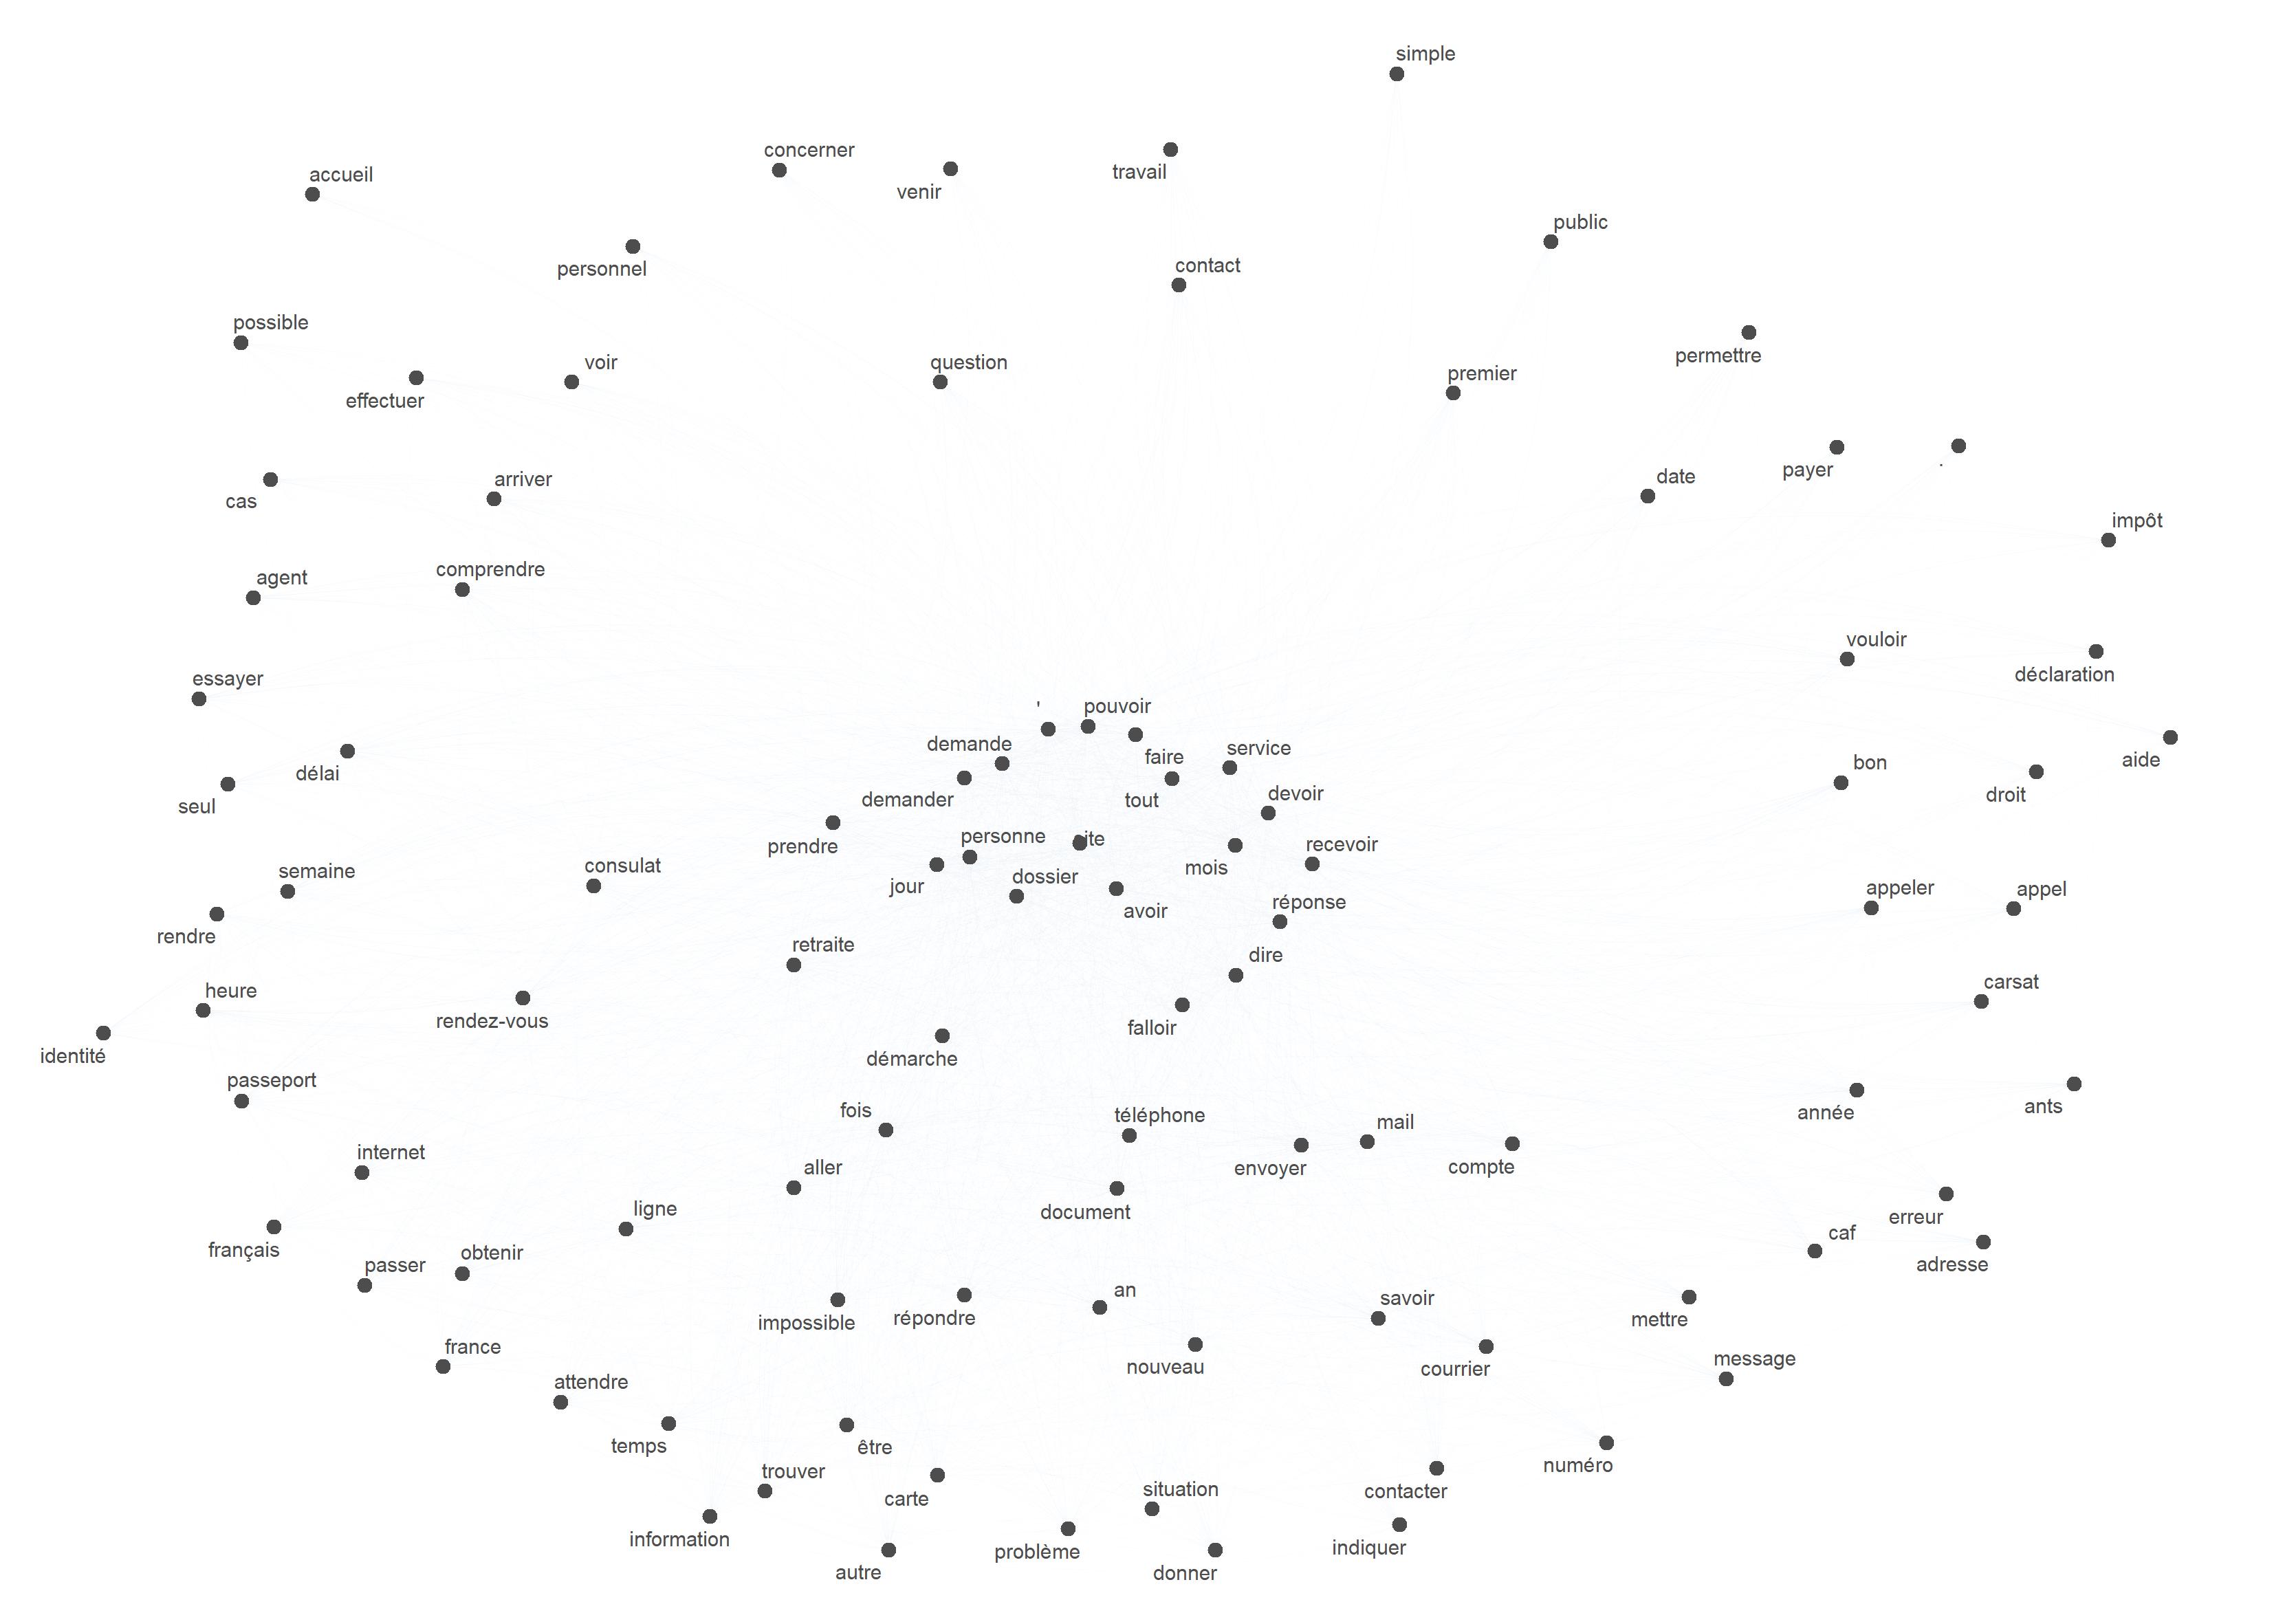 simple
concerner
travail
accueil
venir
public
personnel
contact
possible
permettre
voir
question
premier
effectuer
payer
.
date
arriver
cas
impôt
comprendre
agent
vouloir
déclaration
essayer
'
pouvoir
demande
service
faire
aide
délai
bon
devoir
droit
tout
demander
seul
personne
site
recevoir
prendre
consulat
mois
semaine
dossier
jour
appeler
appel
réponse
avoir
rendre
retraite
dire
carsat
heure
rendez-vous
falloir
identité
démarche
passeport
ants
fois
année
téléphone
mail
internet
envoyer
compte
aller
ligne
document
erreur
caf
français
obtenir
passer
adresse
an
savoir
impossible
répondre
mettre
france
message
nouveau
courrier
attendre
temps
être
numéro
trouver
situation
contacter
carte
information
indiquer
problème
autre
donner